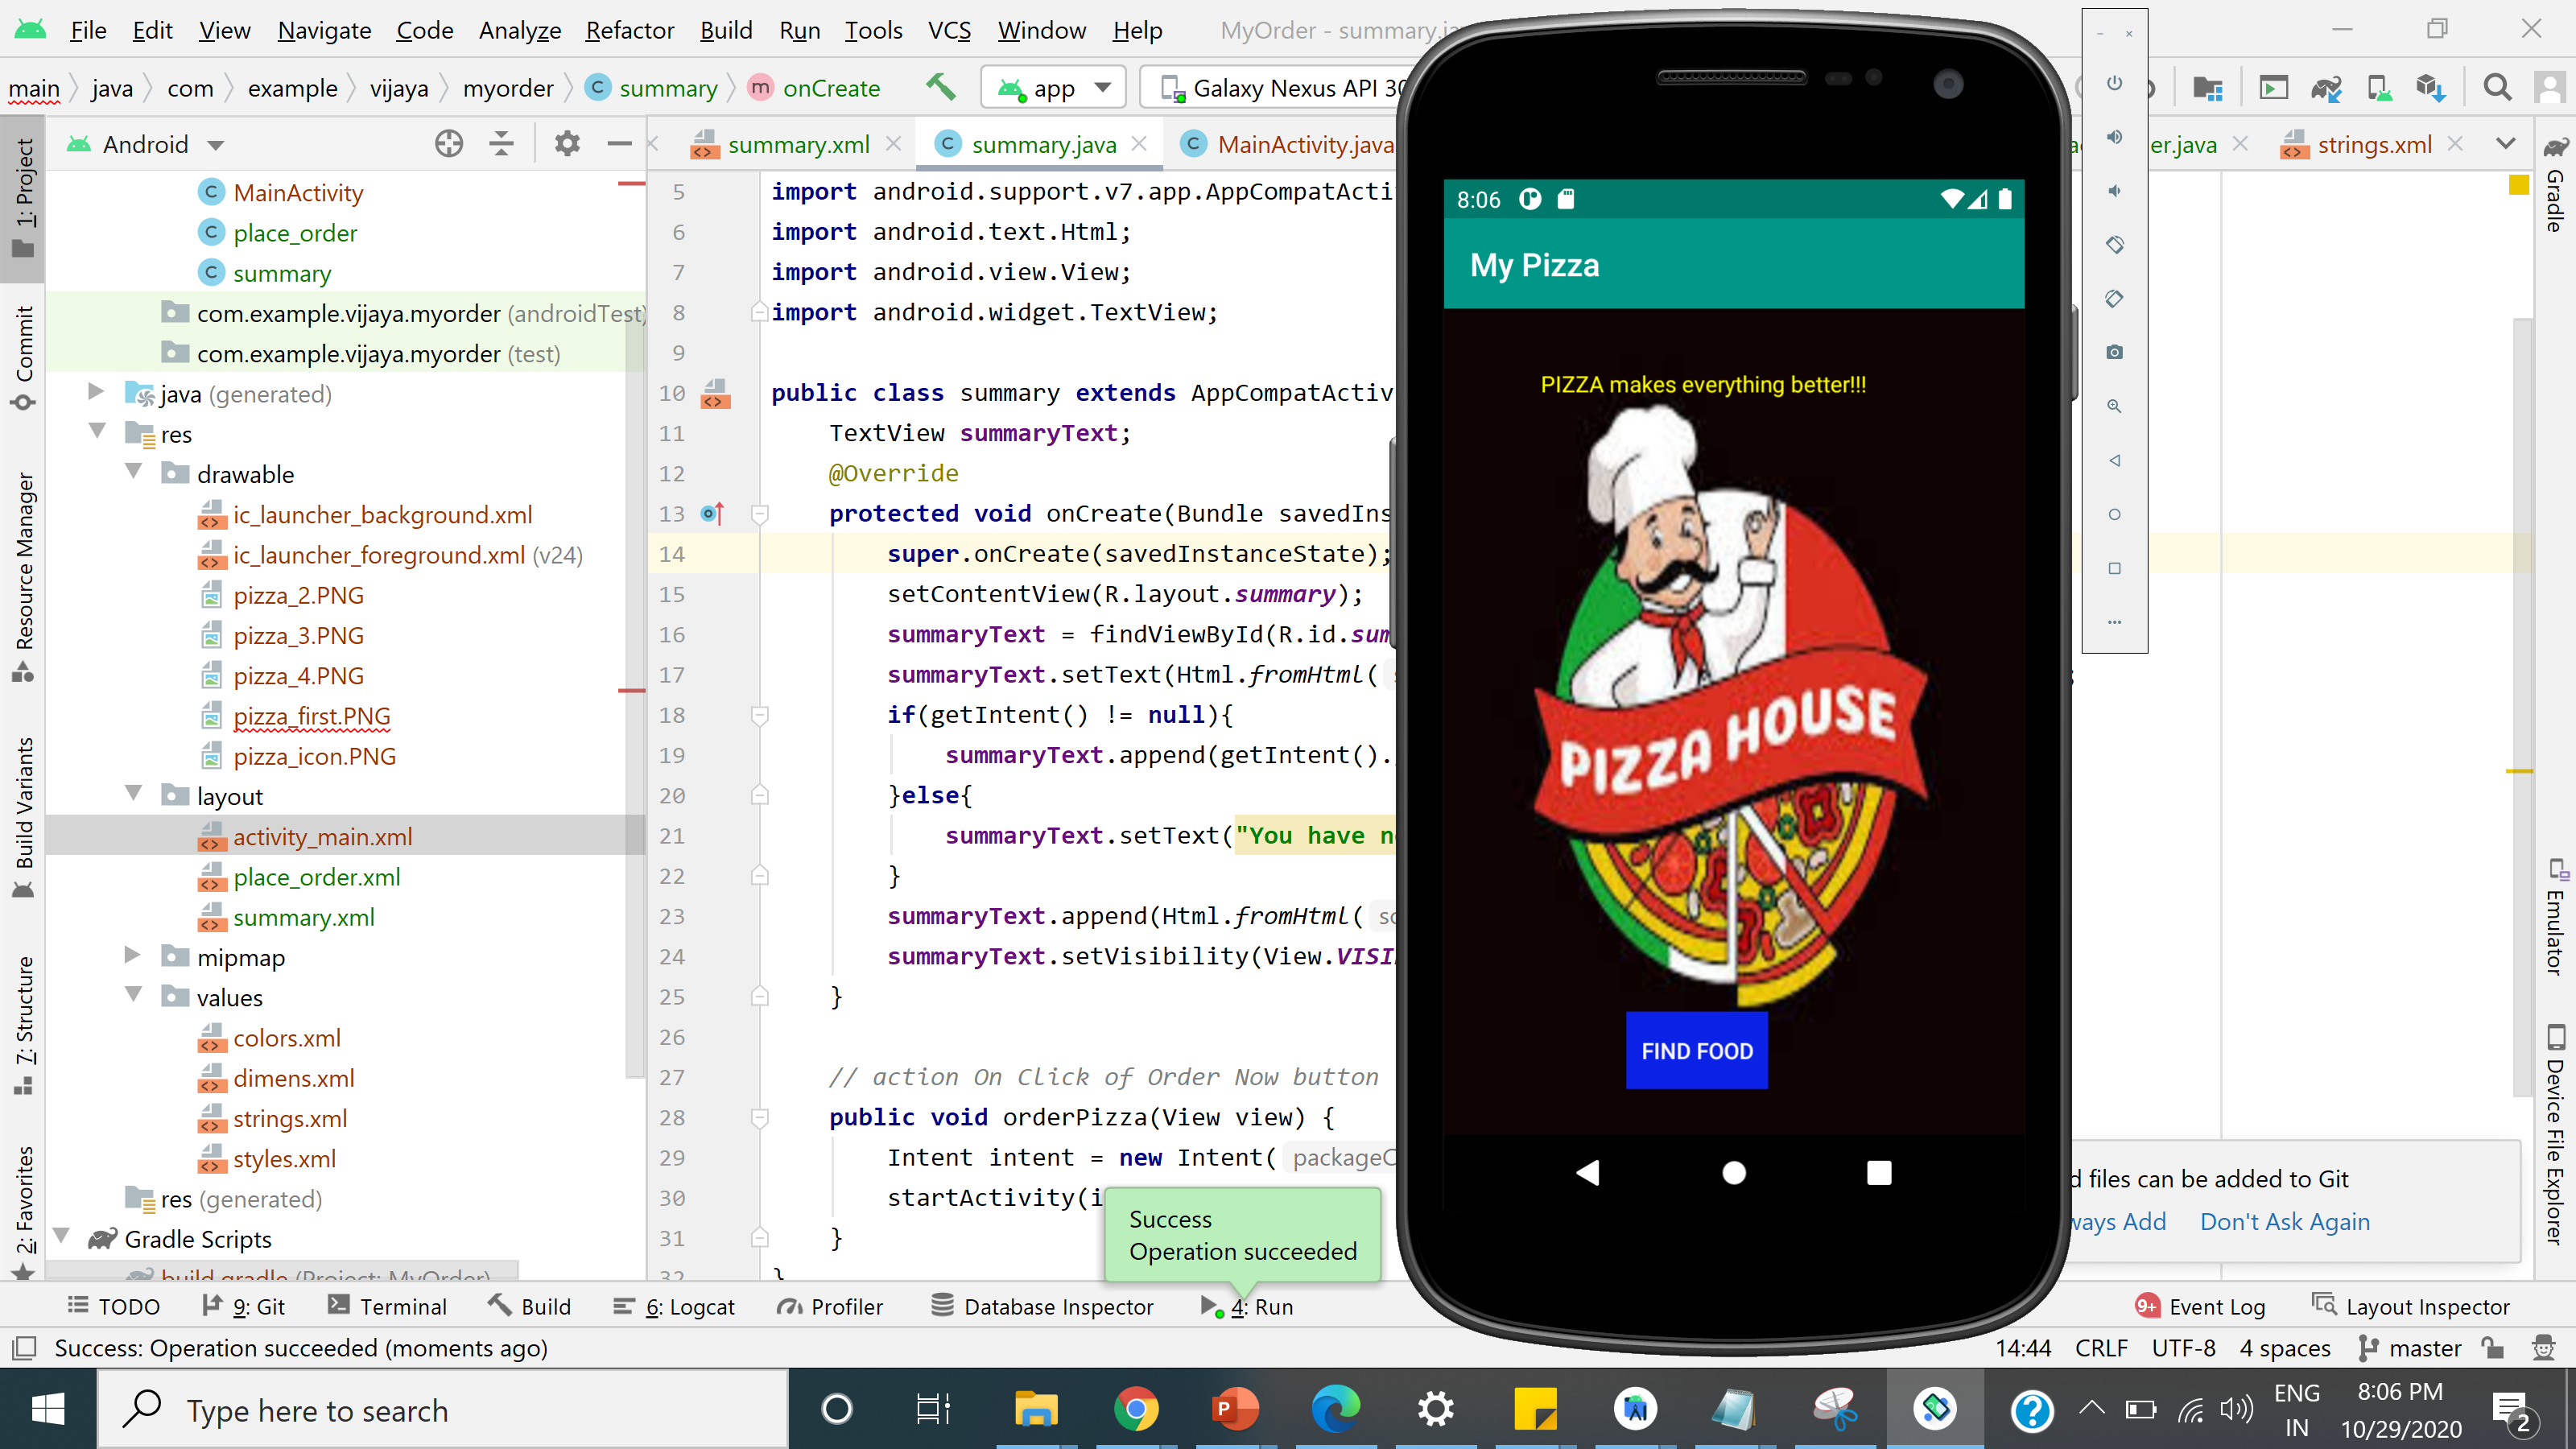 File Edit View Navigate Code Analyze Refactor Build Run Tools VCS Window Help MyOrder - summary.ja
main java com example vijaya myorder summary onCreate app Galaxy Nexus API 30
Android
summary.xml summary.java MainActivity.java er.java strings.xml
1: Project
Commit
Resource Manager
Build Variants
7: Structure
2: Favorites
MainActivity
place_order
summary
com.example.vijaya.myorder (androidTest)
com.example.vijaya.myorder (test)
java (generated)
res
drawable
ic_launcher_background.xml
ic_launcher_foreground.xml (v24)
pizza_2.PNG
pizza_3.PNG
pizza_4.PNG
pizza_first.PNG
pizza_icon.PNG
layout
activity_main.xml
place_order.xml
summary.xml
mipmap
values
colors.xml
dimens.xml
strings.xml
styles.xml
res (generated)
Gradle Scripts
build.gradle (Project: MyOrder)
5 import android.support.v7.app.AppCompatActi
6 import android.text.Html;
7 import android.view.View;
8 import android.widget.TextView;
9
10 public class summary extends AppCompatActiv
11 TextView summaryText;
12 @Override
13 protected void onCreate(Bundle savedIns
14 super.onCreate(savedInstanceState);
15 setContentView(R.layout.summary);
16 summaryText = findViewById(R.id.sum
17 summaryText.setText(Html.fromHtml(
18 if(getIntent() != null){
19 summaryText.append(getIntent().
20 }else{
21 summaryText.setText("You have n
22 }
23 summaryText.append(Html.fromHtml( so
24 summaryText.setVisibility(View.VISI
25 }
26
27 // action On Click of Order Now button
28 public void orderPizza(View view) {
29 Intent intent = new Intent( packageC
30 startActivity(i
31 }
32 }
Success
Operation succeeded
8:06
My Pizza
PIZZA makes everything better!!!
PIZZA HOUSE
FIND FOOD
Gradle
Emulator
Device File Explorer
d files can be added to Git
ways Add Don't Ask Again
TODO 9: Git Terminal Build 6: Logcat Profiler Database Inspector 4: Run 9+ Event Log Layout Inspector
Success: Operation succeeded (moments ago) 14:44 CRLF UTF-8 4 spaces master
Type here to search
ENG
IN
8:06 PM
10/29/2020
2